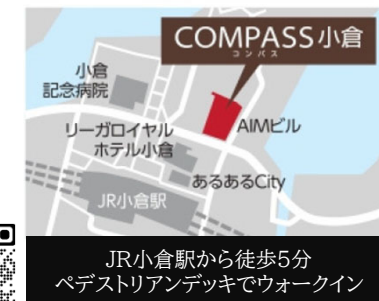 COMPASS小倉
コンパス
小倉
記念病院
リーガロイヤル
ホテル小倉
AIMビル
あるあるCity
JR小倉駅
JR小倉駅から徒歩5分
ペデストリアンデッキでウォークイン